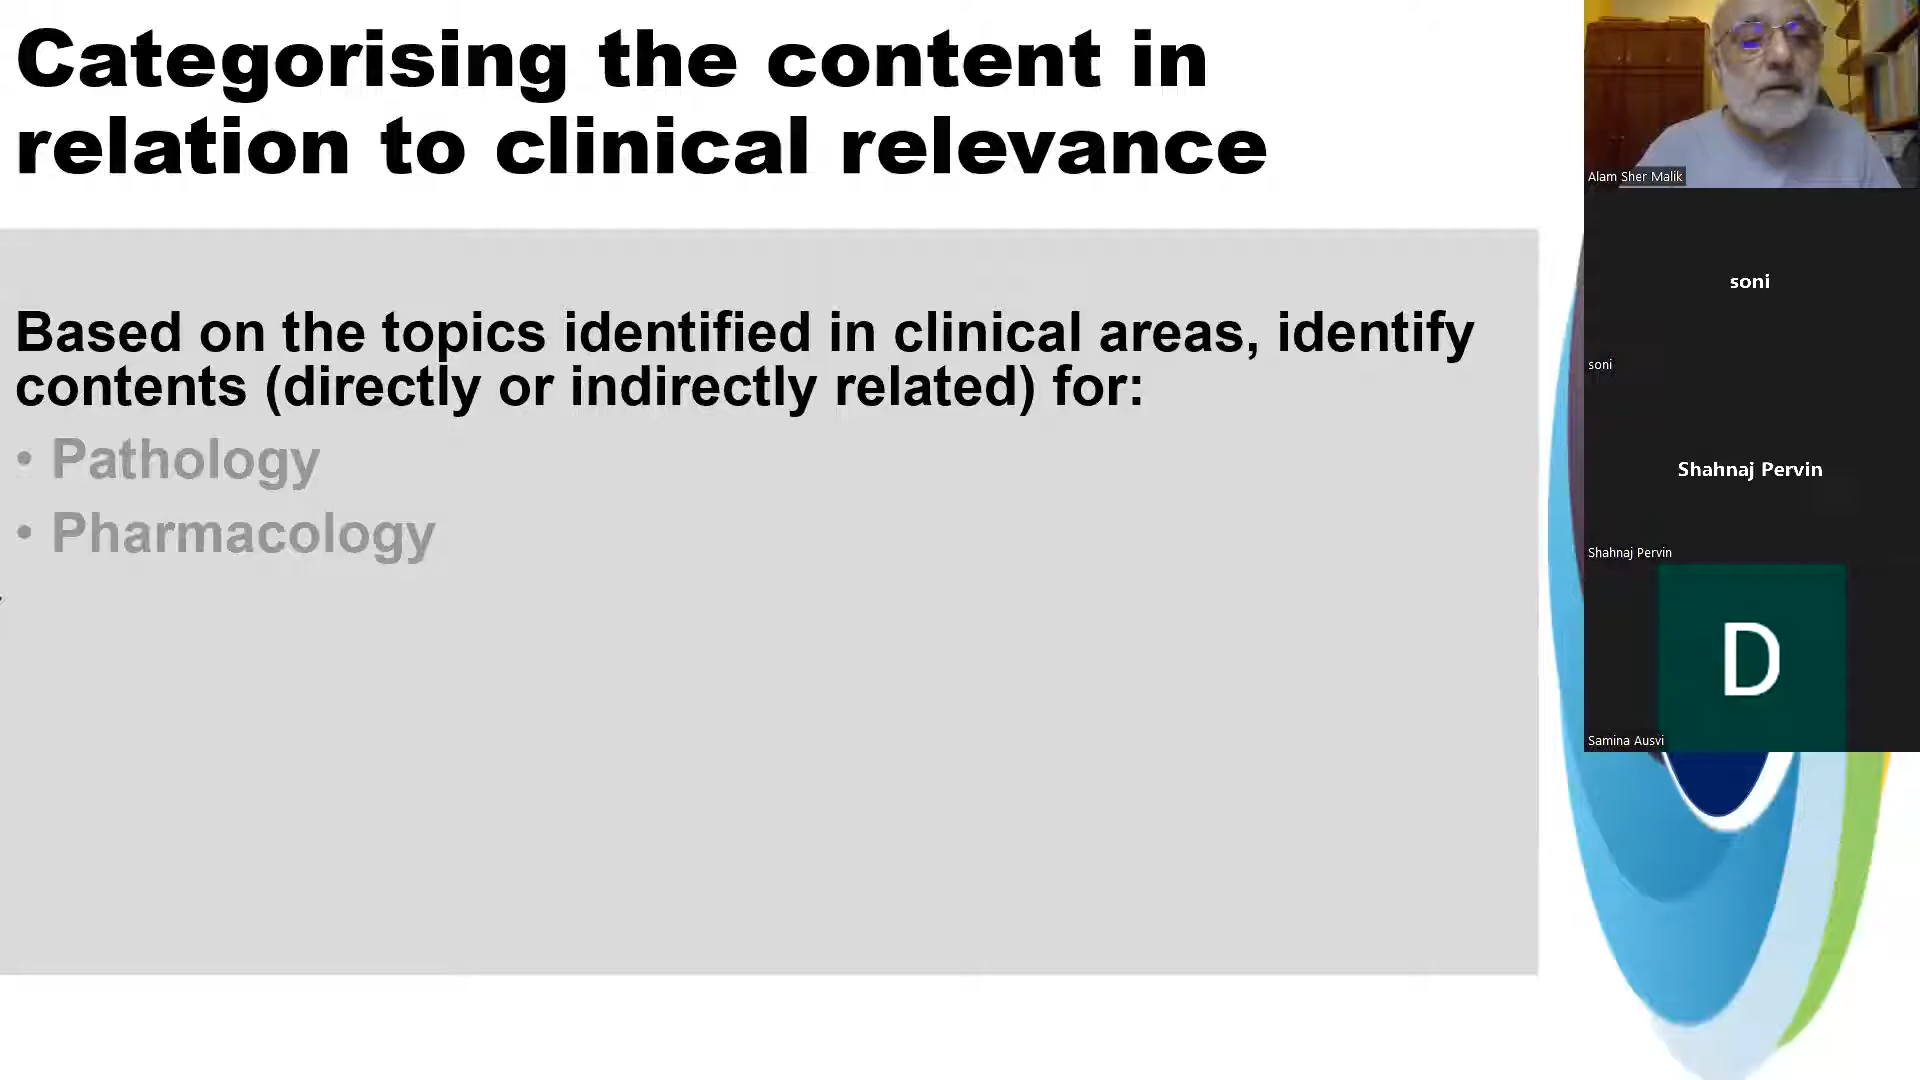 Categorising the content in
relation to clinical relevance
Based on the topics identified in clinical areas, identify
contents (directly or indirectly related) for:
• Pathology
• Pharmacology
Alam Sher Malik
soni
soni
Shahnaj Pervin
Shahnaj Pervin
D
Samina Ausvi